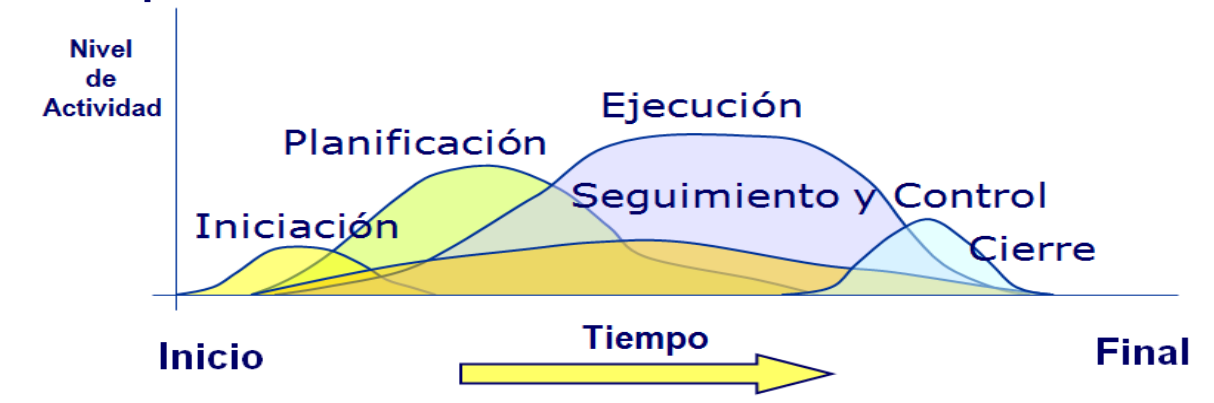 Nivel
de
Actividad
Ejecución
Planificación
Seguimiento y Control
Iniciación
Cierre
Tiempo
Inicio
Final